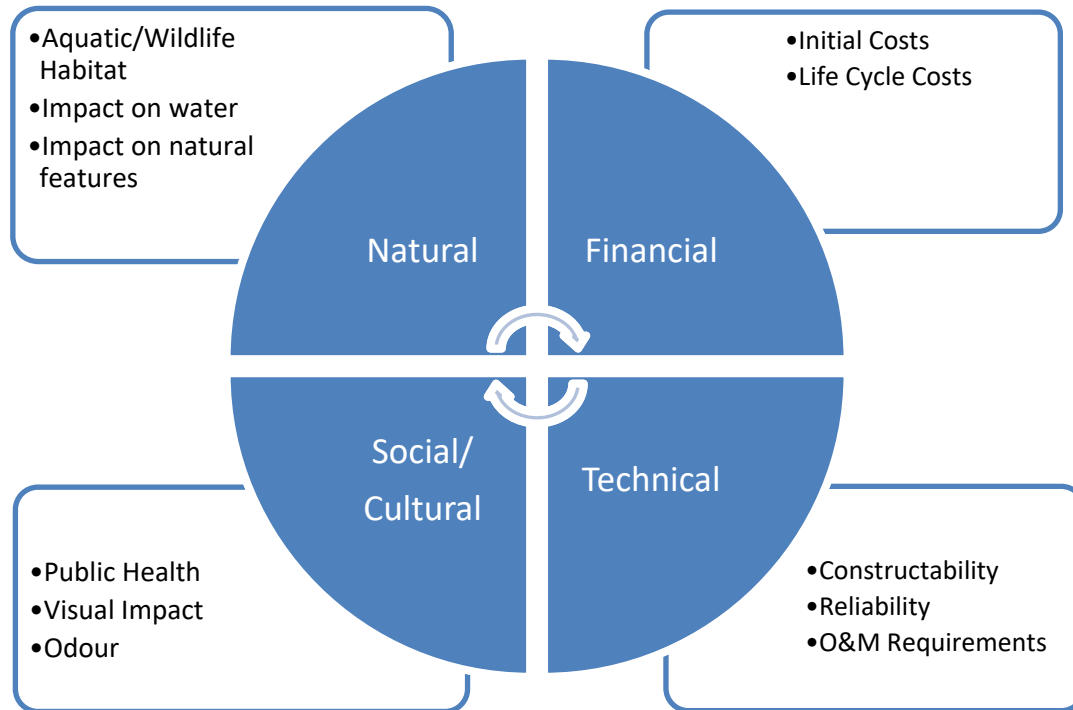 •Aquatic/Wildlife
Habitat
•Impact on water
•Impact on natural
features
•Initial Costs
•Life Cycle Costs
Natural
Financial
Social/
Cultural
Technical
•Public Health
•Visual Impact
•Odour
•Constructability
•Reliability
•O&M Requirements